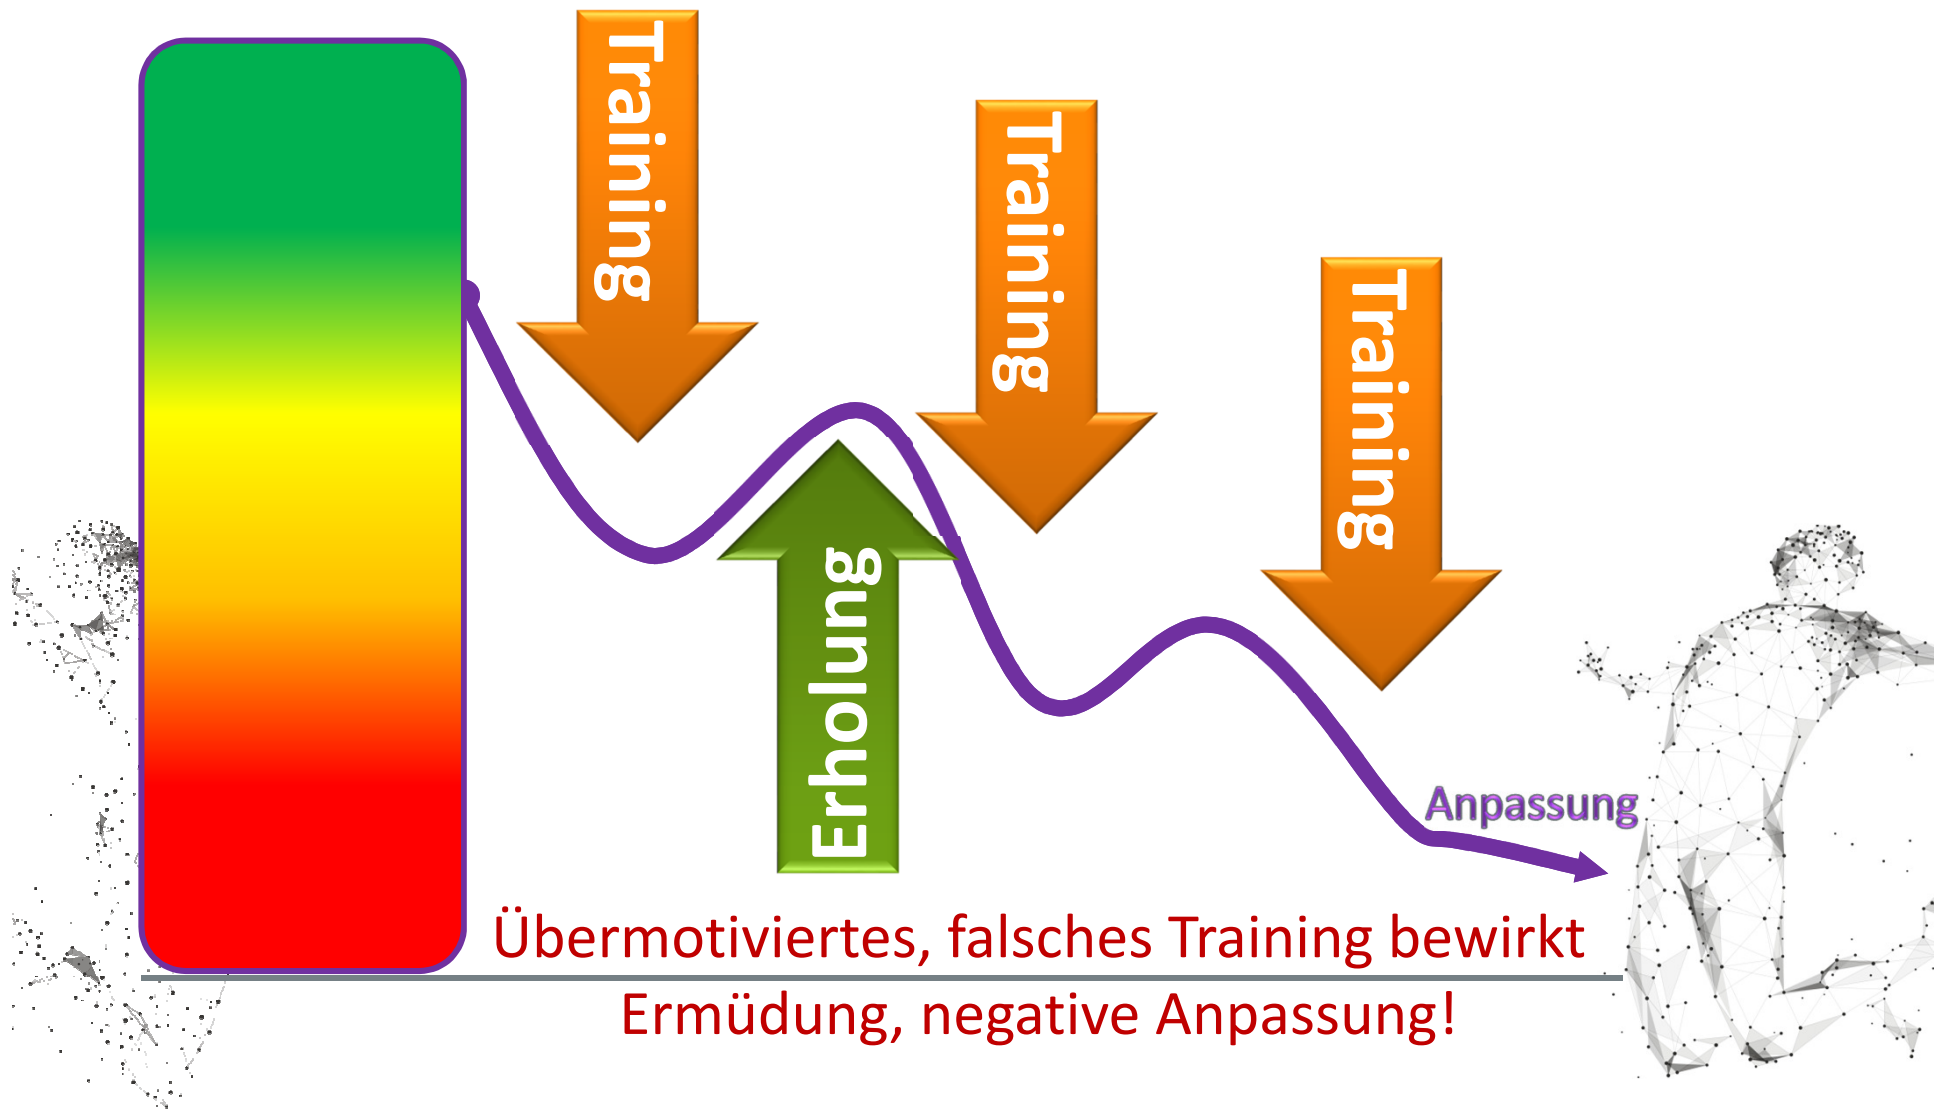 Training
Training
Training
Erholung
Anpassung
Übermotiviertes, falsches Training bewirkt
Ermüdung, negative Anpassung!